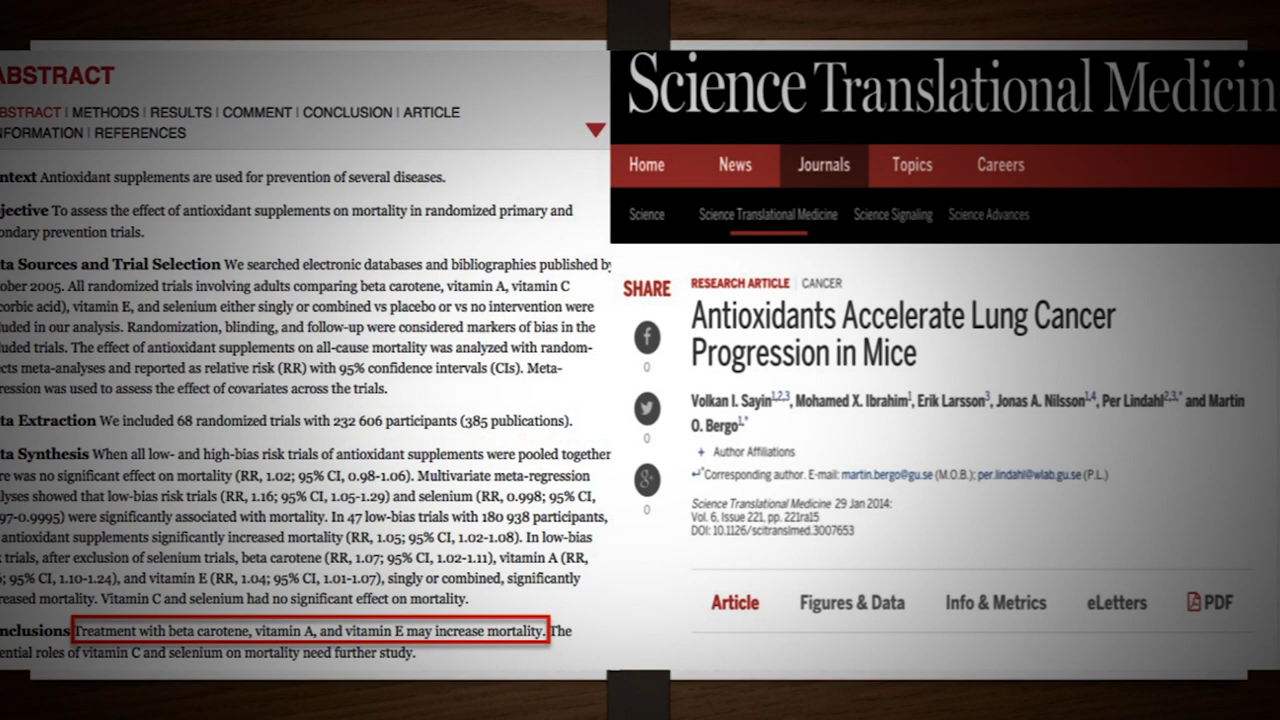 ABSTRACT
ABSTRACT | METHODS | RESULTS | COMMENT | CONCLUSION | ARTICLE
INFORMATION | REFERENCES
ntext Antioxidant supplements are used for prevention of several diseases.
jective To assess the effect of antioxidant supplements on mortality in randomized primary and
ondary prevention trials.
ta Sources and Trial Selection We searched electronic databases and bibliographies published by
ober 2005. All randomized trials involving adults comparing beta carotene, vitamin A, vitamin C
corbic acid), vitamin E, and selenium either singly or combined vs placebo or vs no intervention were
luded in our analysis. Randomization, blinding, and follow-up were considered markers of bias in the
luded trials. The effect of antioxidant supplements on all-cause mortality was analyzed with random-
ects meta-analyses and reported as relative risk (RR) with 95% confidence intervals (CIs). Meta-
ression was used to assess the effect of covariates across the trials.
ta Extraction We included 68 randomized trials with 232 606 participants (385 publications).
ta Synthesis When all low- and high-bias risk trials of antioxidant supplements were pooled together
re was no significant effect on mortality (RR, 1.02; 95% CI, 0.98-1.06). Multivariate meta-regression
lyses showed that low-bias risk trials (RR, 1.16; 95% CI, 1.05-1.29) and selenium (RR, 0.998; 95% CI,
97-0.9995) were significantly associated with mortality. In 47 low-bias trials with 180 938 participants,
antioxidant supplements significantly increased mortality (RR, 1.05; 95% CI, 1.02-1.08). In low-bias
trials, after exclusion of selenium trials, beta carotene (RR, 1.07; 95% CI, 1.02-1.11), vitamin A (RR,
6; 95% CI, 1.10-1.24), and vitamin E (RR, 1.04; 95% CI, 1.01-1.07), singly or combined, significantly
reased mortality. Vitamin C and selenium had no significant effect on mortality.
nclusions Treatment with beta carotene, vitamin A, and vitamin E may increase mortality. The
ential roles of vitamin C and selenium on mortality need further study.
Science Translational Medicin
Home News Journals Topics Careers
Science Science Translational Medicine Science Signaling Science Advances
SHARE
f
0
0
g+
0
RESEARCH ARTICLE | CANCER
Antioxidants Accelerate Lung Cancer
Progression in Mice
Volkan I. Sayin1,2,3, Mohamed X. Ibrahim1, Erik Larsson3, Jonas A. Nilsson1,4, Per Lindahl2,3,* and Martin
O. Bergo1,*
+ Author Affiliations
↵*Corresponding author. E-mail: martin.bergo@gu.se (M.O.B.); per.lindahl@wlab.gu.se (P.L.)
Science Translational Medicine 29 Jan 2014:
Vol. 6, Issue 221, pp. 221ra15
DOI: 10.1126/scitranslmed.3007653
Article Figures & Data Info & Metrics eLetters PDF